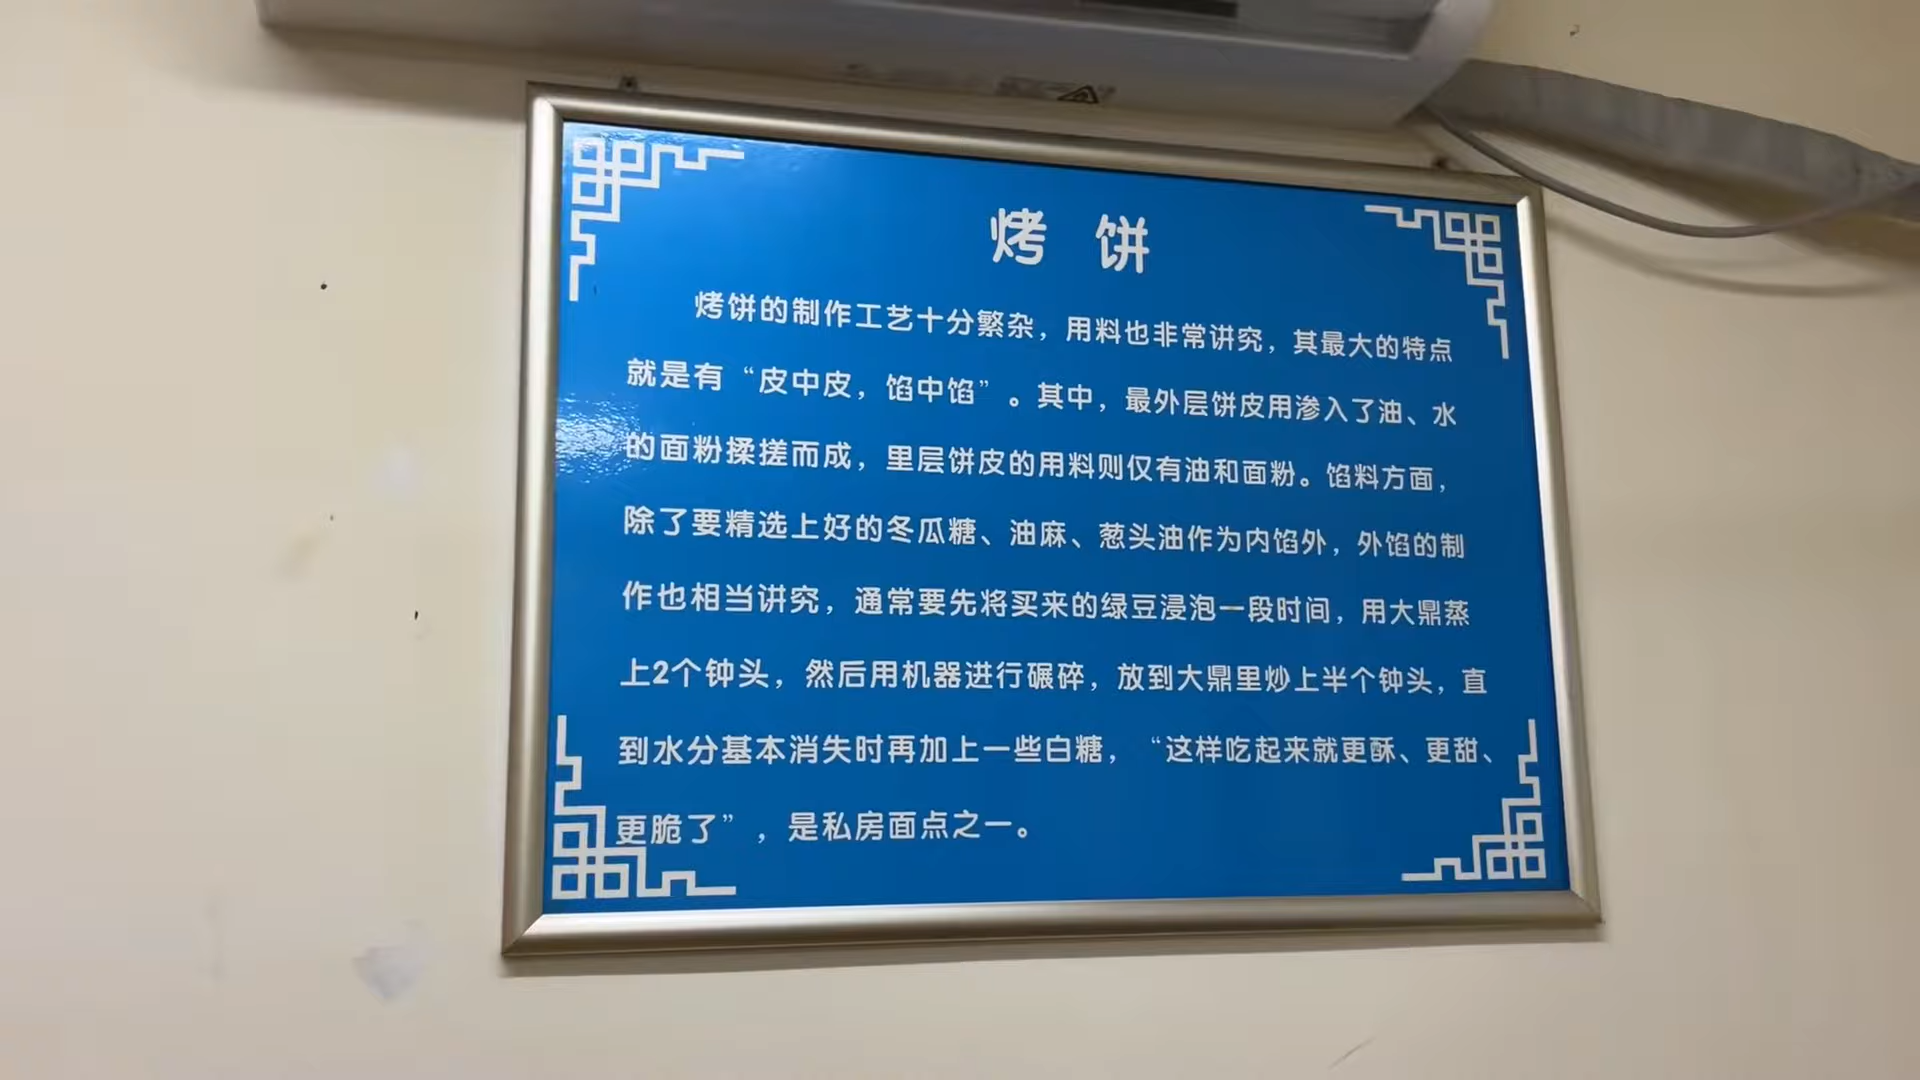 烤饼
烤饼的制作工艺十分繁杂，用料也非常讲究，其最大的特点
就是有“皮中皮，馅中馅”。其中，最外层饼皮用渗入了油、水
的面粉揉搓而成，里层饼皮的用料则仅有油和面粉。馅料方面，
除了要精选上好的冬瓜糖、油麻、葱头油作为内馅外，外馅的制
作也相当讲究，通常要先将买来的绿豆浸泡一段时间，用大鼎蒸
上2个钟头，然后用机器进行碾碎，放到大鼎里炒上半个钟头，直
到水分基本消失时再加上一些白糖，“这样吃起来就更酥、更甜、
更脆了”，是私房面点之一。